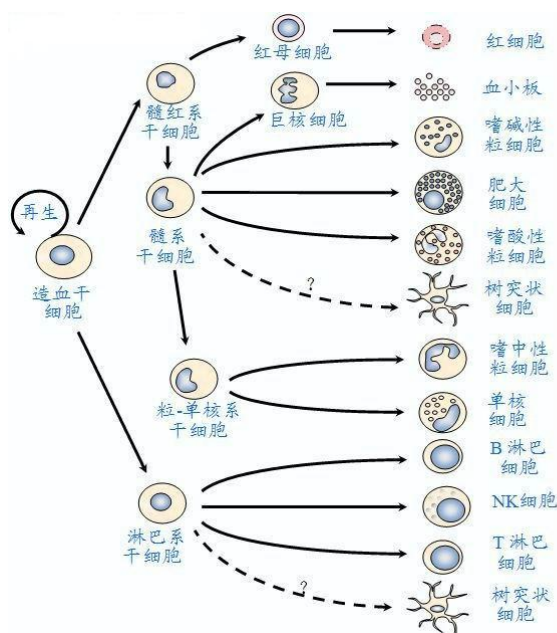 红母细胞
红细胞
髓红系
干细胞
巨核细胞
血小板
嗜碱性
粒细胞
再生
髓系
干细胞
肥大
细胞
嗜酸性
粒细胞
造血干
细胞
?
树突状
细胞
粒-单核系
干细胞
嗜中性
粒细胞
单核
细胞
B 淋巴
细胞
淋巴系
干细胞
NK细胞
T 淋巴
细胞
?
树突状
细胞